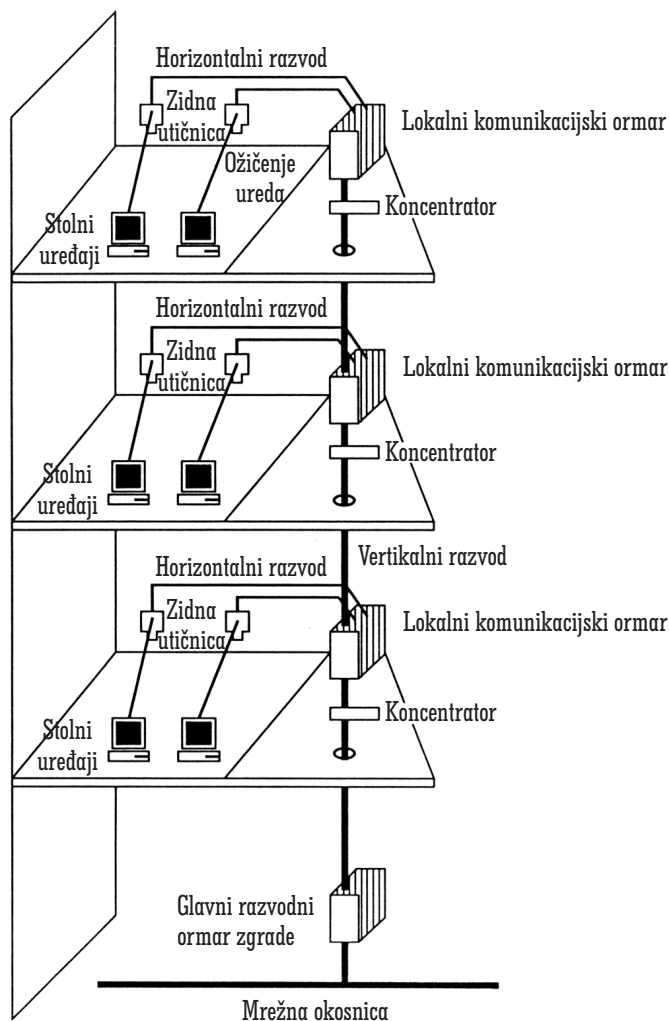 Horizontalni razvod
Zidna
utičnica
Lokalni komunikacijski ormar
Ožičenje
ureda
Koncentrator
Stolni
uređaji
Horizontalni razvod
Zidna
utičnica
Lokalni komunikacijski ormar
Koncentrator
Stolni
uređaji
Vertikalni razvod
Horizontalni razvod
Zidna
utičnica
Lokalni komunikacijski ormar
Koncentrator
Stolni
uređaji
Glavni razvodni
ormar zgrade
Mrežna okosnica